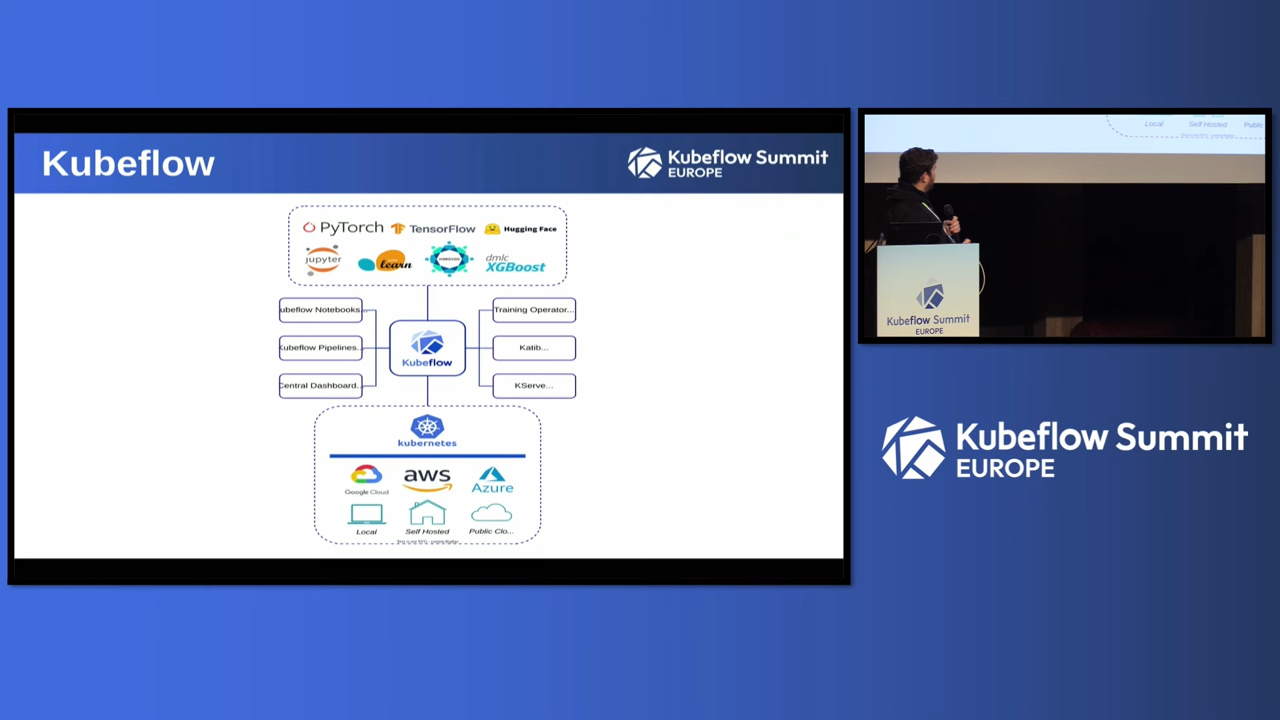 Kubeflow
Kubeflow Summit
EUROPE
PyTorch TensorFlow Hugging Face
jupyter learn dmlc XGBoost
ubeflow Notebooks...
Training Operator...
Kubeflow Pipelines...
Katib...
Central Dashboard...
KServe...
Kubeflow
kubernetes
Google Cloud aws Azure
Local Self Hosted Public Clo...
Local Self Hosted Public
Kubeflow Summit
EUROPE
Kubeflow Summit
EUROPE